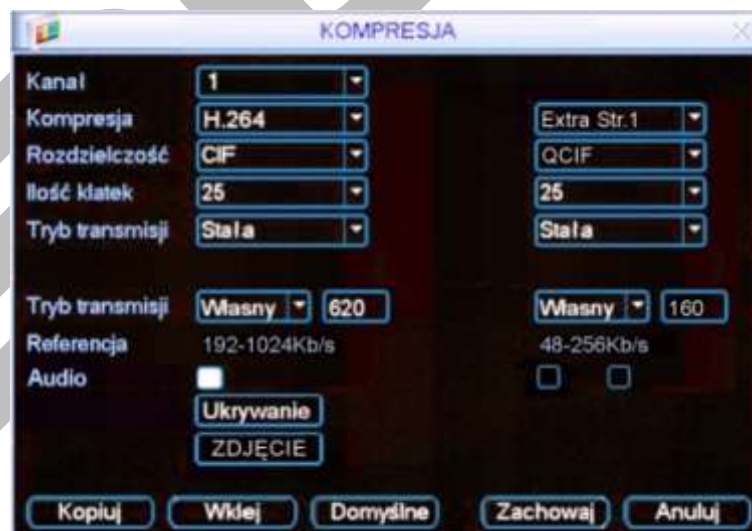 KOMPRESJA
Kanał 1
Kompresja H.264 Extra Str.1
Rozdzielczość CIF QCIF
Ilość klatek 25 25
Tryb transmisji Stała Stała
Tryb transmisji Własny 620 Własny 160
Referencja 192-1024Kb/s 48-256Kb/s
Audio
Ukrywanie
ZDJĘCIE
Kopiuj Wklej Domyślne Zachowaj Anuluj